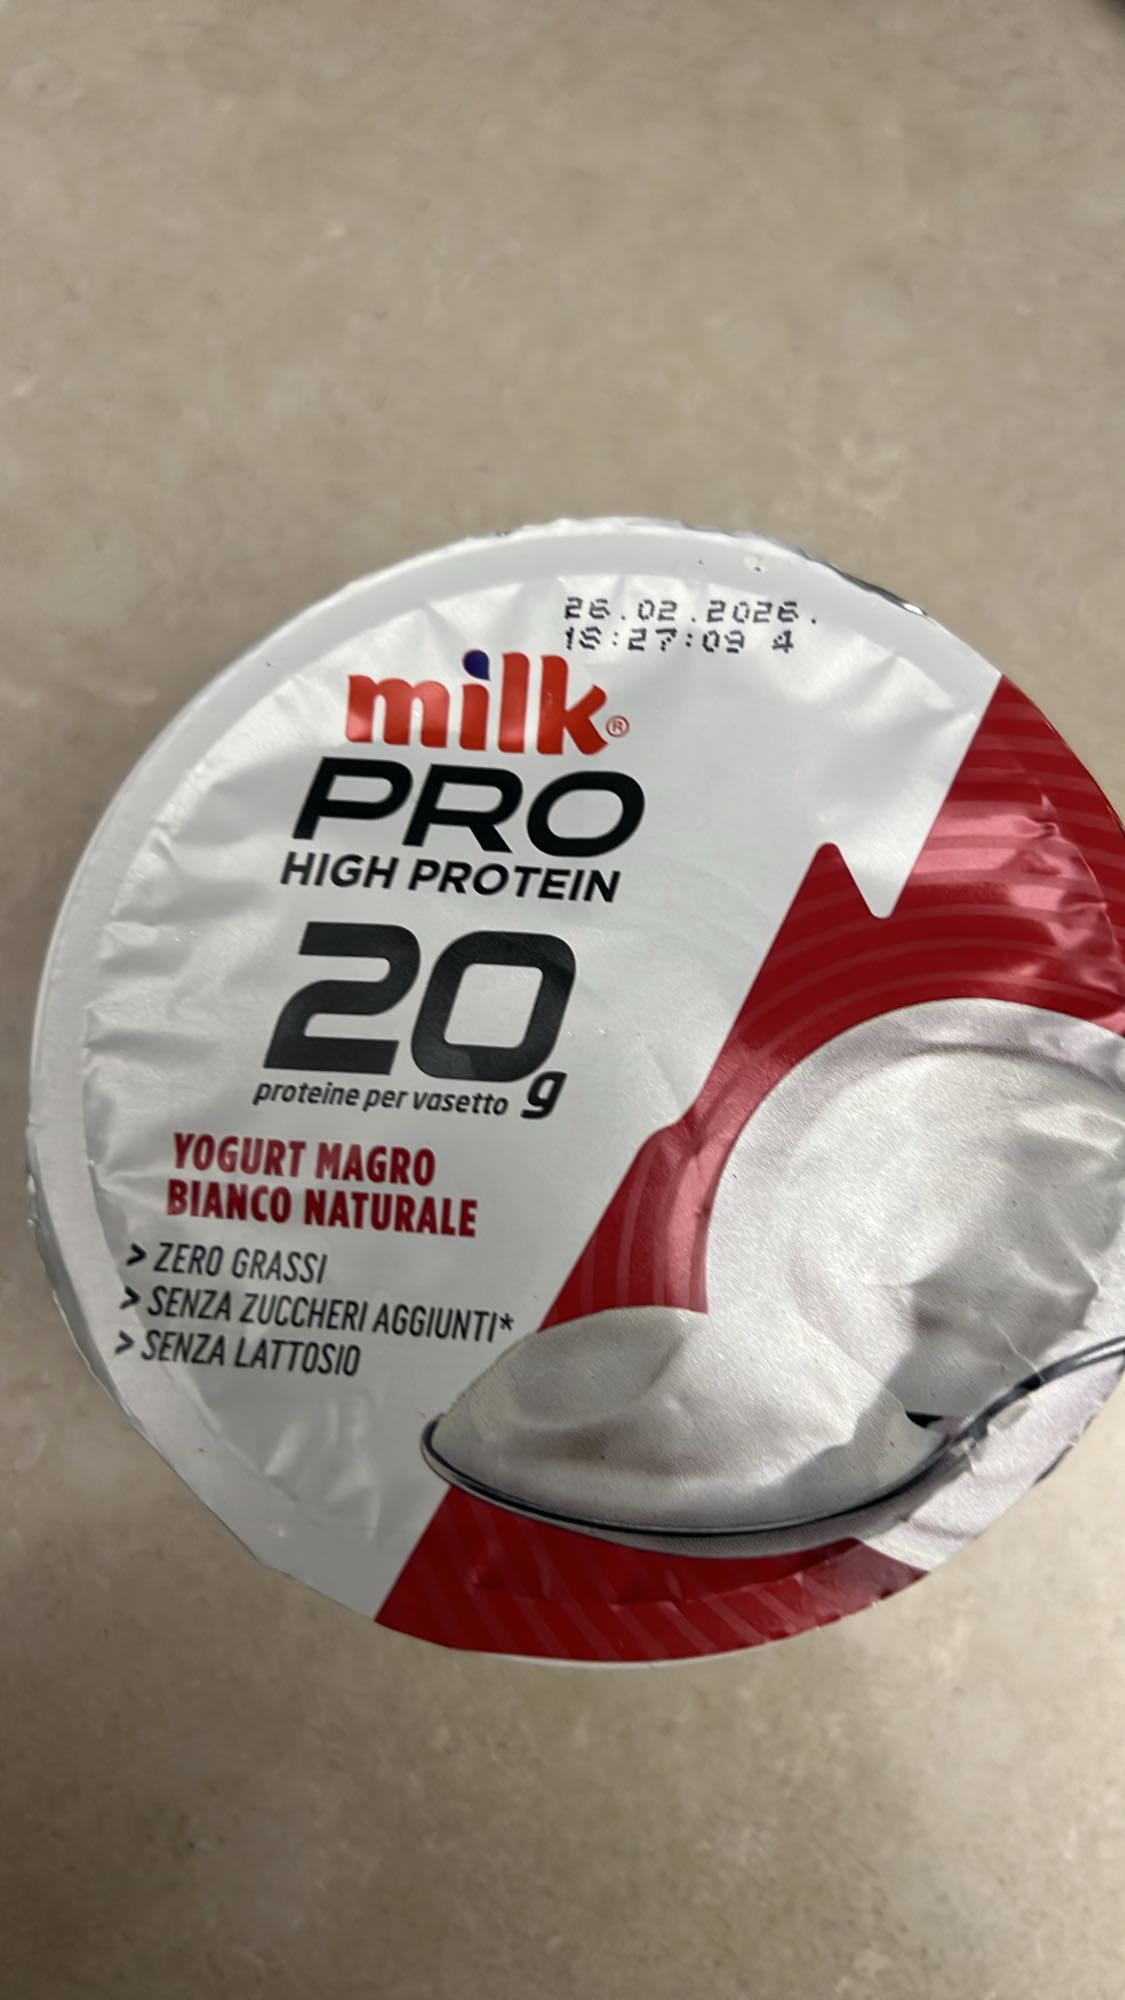 26.02.2026.
16:27:09 4
milk®
PRO
HIGH PROTEIN
20g
proteine per vasetto
YOGURT MAGRO
BIANCO NATURALE
> ZERO GRASSI
> SENZA ZUCCHERI AGGIUNTI*
> SENZA LATTOSIO